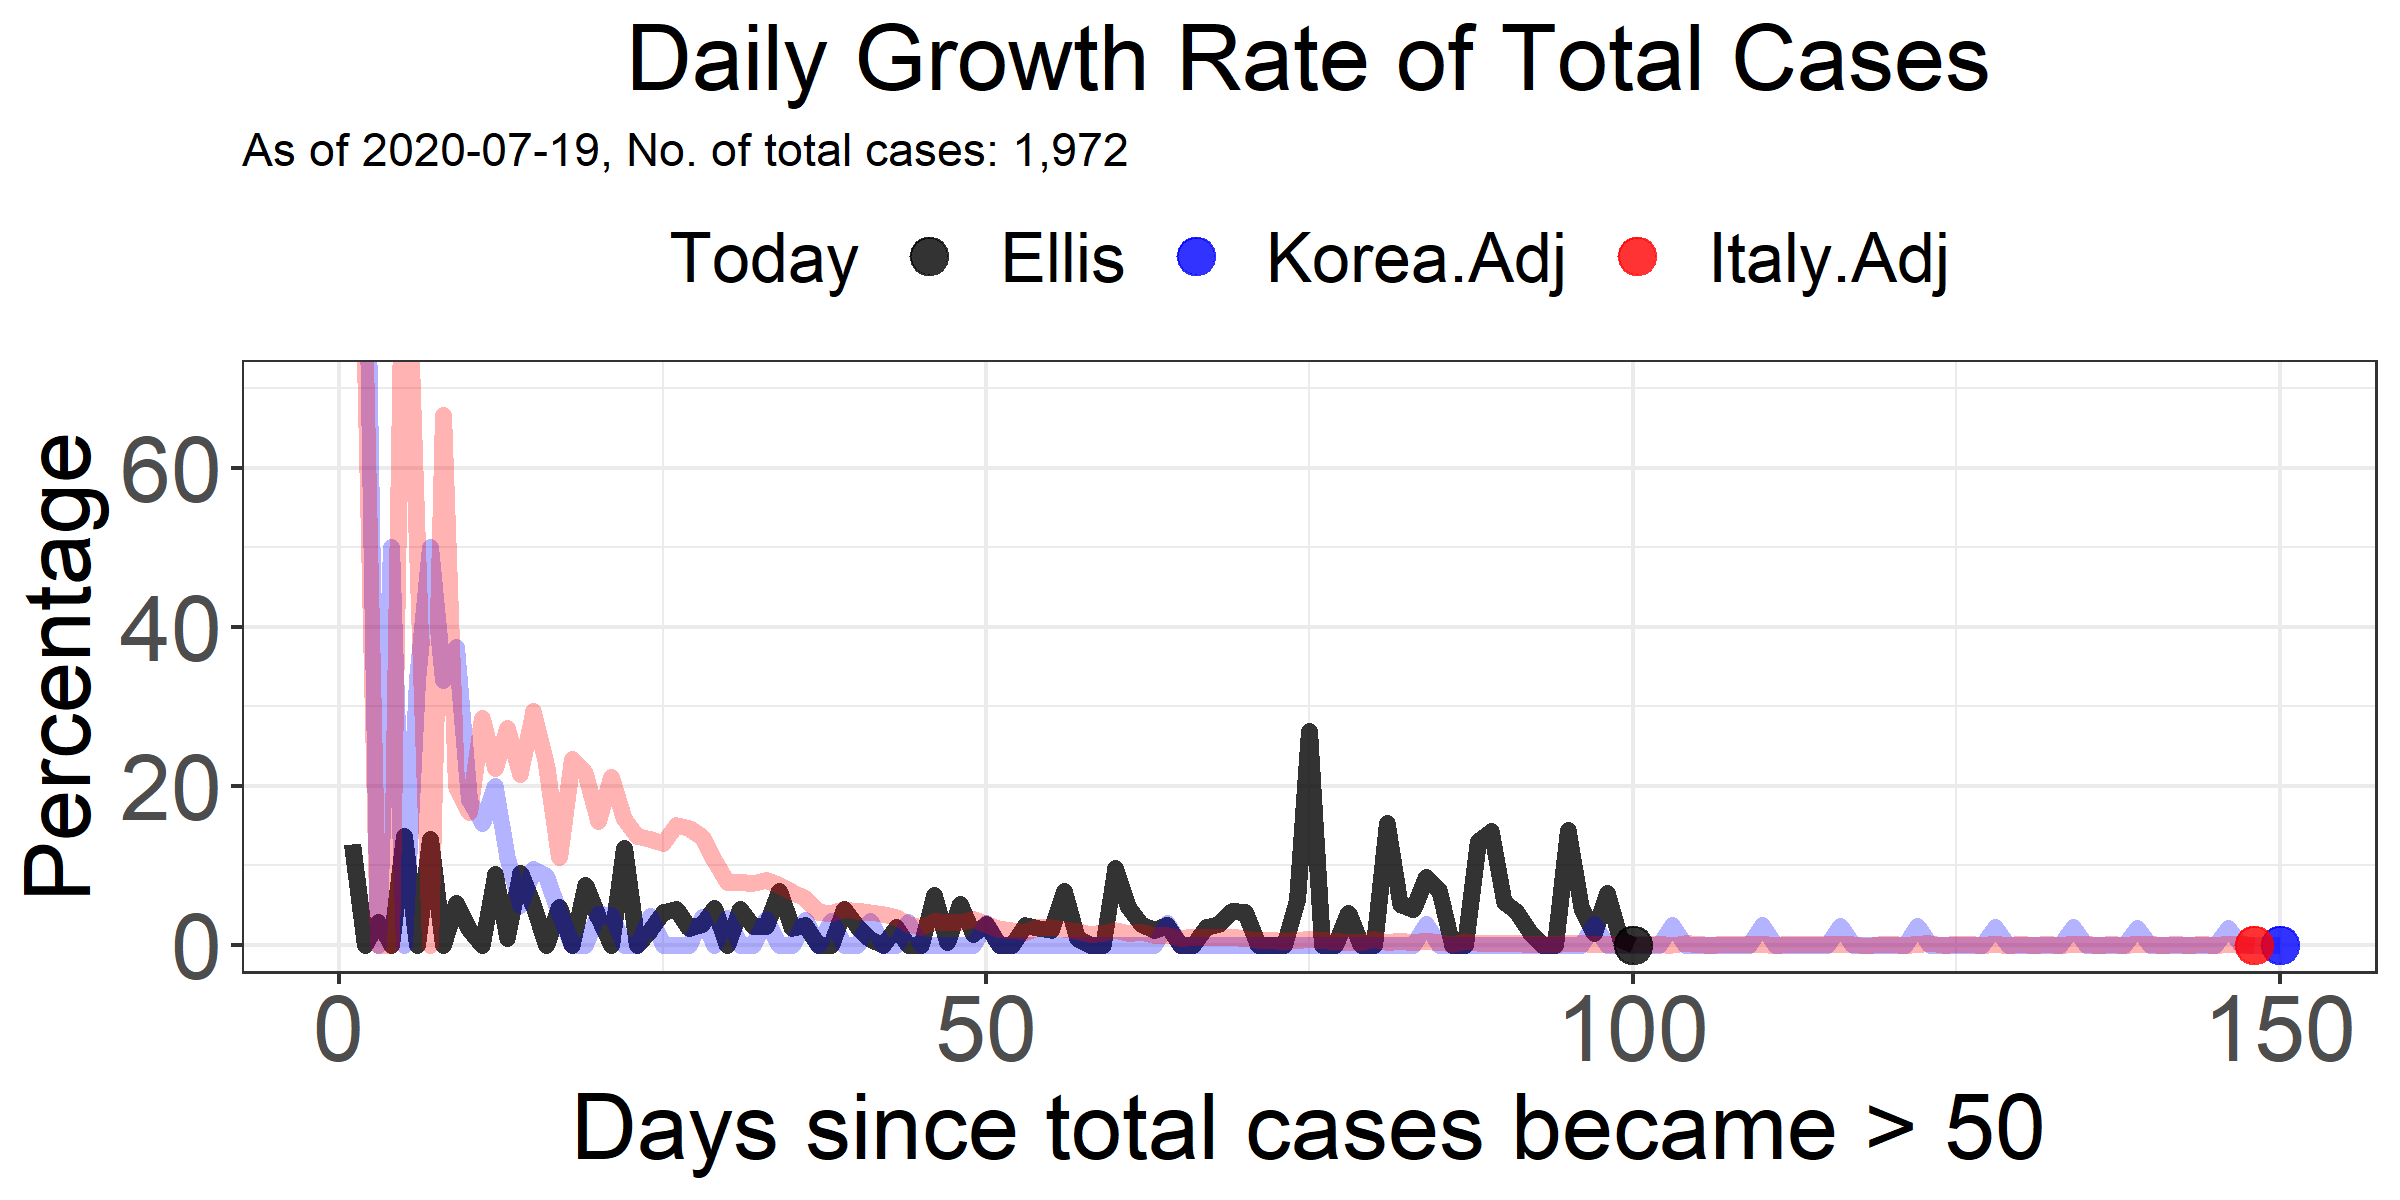 Daily Growth Rate of Total Cases
As of 2020-07-19, No. of total cases: 1,972
Today Ellis Korea.Adj Italy.Adj
Percentage
60
40
20
0
0 50 100 150
Days since total cases became > 50